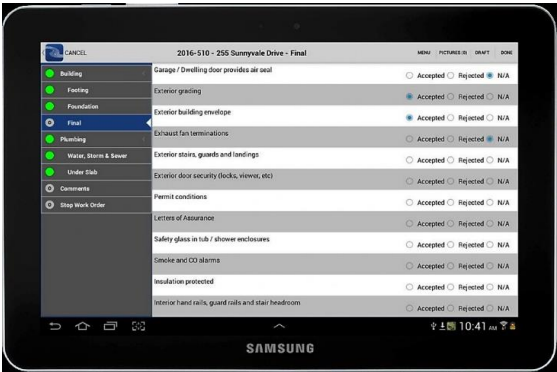 CANCEL 2016-510 - 255 Sunnyvale Drive - Final MENU PICTURES (0) DRAFT DONE
Building
Footing
Foundation
Final
Plumbing
Water, Storm & Sewer
Under Slab
Comments
Stop Work Order
Garage / Dwelling door provides air seal
Accepted Rejected N/A
Exterior grading
Accepted Rejected N/A
Exterior building envelope
Accepted Rejected N/A
Exhaust fan terminations
Accepted Rejected N/A
Exterior stairs, guards and landings
Accepted Rejected N/A
Exterior door security (locks, viewer, etc)
Accepted Rejected N/A
Permit conditions
Accepted Rejected N/A
Letters of Assurance
Accepted Rejected N/A
Safety glass in tub / shower enclosures
Accepted Rejected N/A
Smoke and CO alarms
Accepted Rejected N/A
Insulation protected
Accepted Rejected N/A
Interior hand rails, guard rails and stair headroom
Accepted Rejected N/A
10:41 AM
SAMSUNG